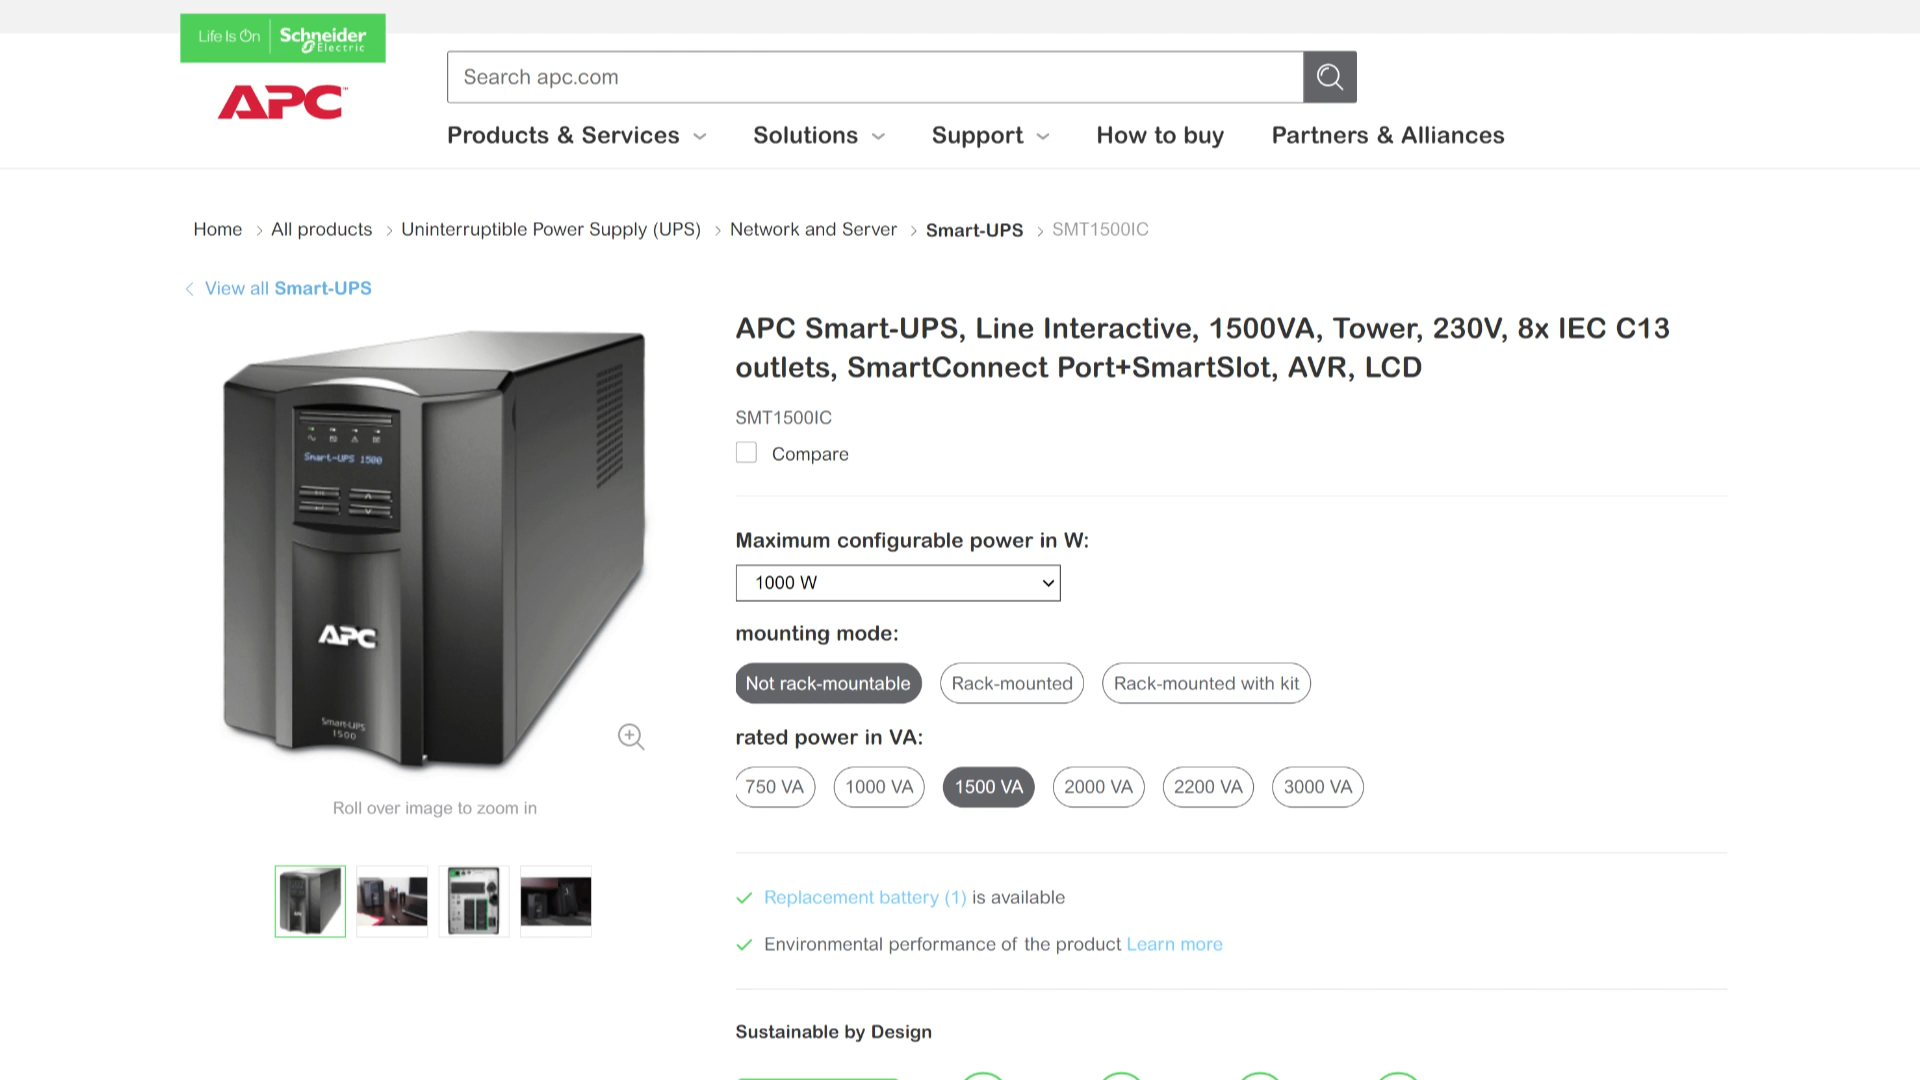 Life Is On Schneider Electric
APC
Search apc.com
Products & Services
Solutions
Support
How to buy
Partners & Alliances
Home
All products
Uninterruptible Power Supply (UPS)
Network and Server
Smart-UPS
SMT1500IC
View all Smart-UPS
APC Smart-UPS, Line Interactive, 1500VA, Tower, 230V, 8x IEC C13
outlets, SmartConnect Port+SmartSlot, AVR, LCD
SMT1500IC
Compare
Smart-UPS 1500
APC
Smart-UPS
1500
Roll over image to zoom in
Maximum configurable power in W:
1000 W
mounting mode:
Not rack-mountable
Rack-mounted
Rack-mounted with kit
rated power in VA:
750 VA
1000 VA
1500 VA
2000 VA
2200 VA
3000 VA
Replacement battery (1) is available
Environmental performance of the product Learn more
Sustainable by Design